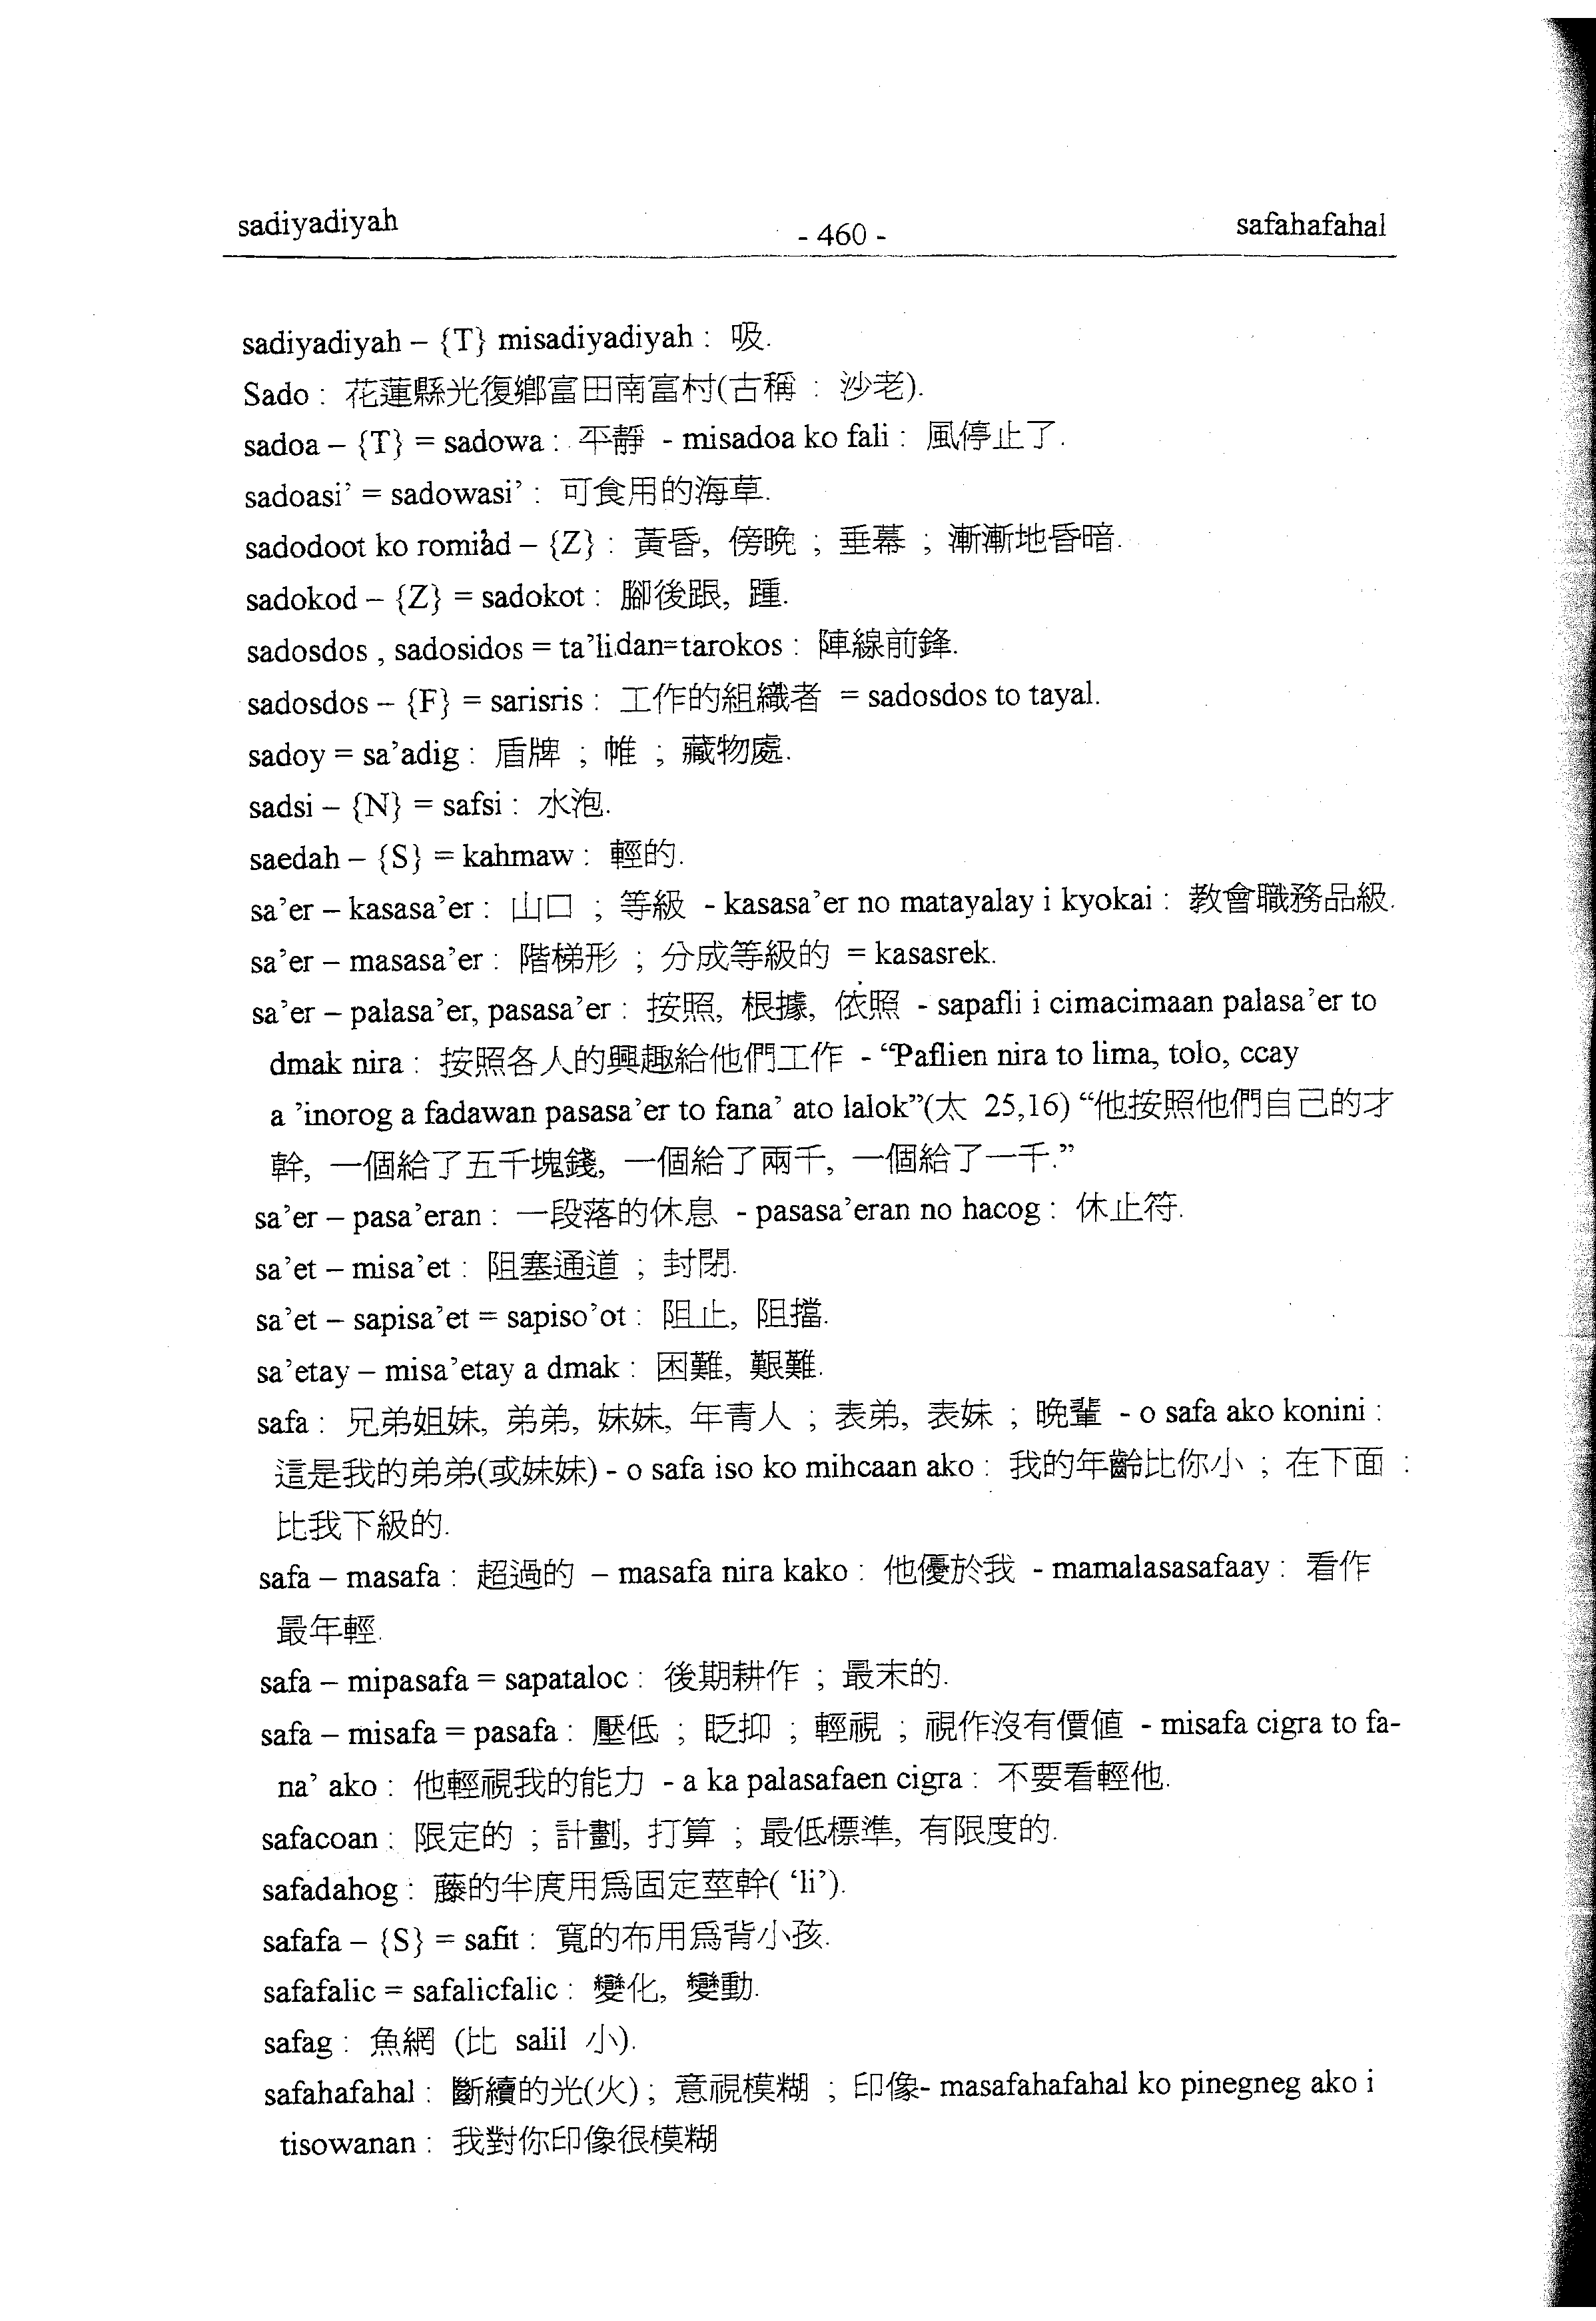 sadiyadiyah
- 460 -
safahafahal
sadiyadiyah – {T} misadiyadiyah : 吸.
Sado : 花蓮縣光復鄉富田南富村(古稱 : 沙老).
sadoa – {T} = sadowa : 平靜 - misadoa ko fali : 風停止了.
sadoasi’ = sadowasi’ : 可食用的海草.
sadodoot ko romiàd – {Z} : 黃昏, 傍晚 ; 垂幕 ; 漸漸地昏暗.
sadokod – {Z} = sadokot : 腳後跟, 踵.
sadosdos , sadosidos = ta’lidan=tarokos : 陣線前鋒.
sadosdos – {F} = sarisris : 工作的組織者 = sadosdos to tayal.
sadoy = sa’adig : 盾牌 ; 帷 ; 藏物處.
sadsi – {N} = safsi : 水泡.
saedah – {S} = kahmaw : 輕的.
sa’er – kasasa’er : 山口 ; 等級 - kasasa’er no matayalay i kyokai : 教會職務品級.
sa’er – masasa’er : 階梯形 ; 分成等級的 = kasasrek.
sa’er – palasa’er, pasasa’er : 按照, 根據, 依照 - sapafli i cimacimaan palasa’er to
dmak nira : 按照各人的興趣給他們工作 - “Paflien nira to lima, tolo, ccay
a ’inorog a fadawan pasasa’er to fana’ ato lalok”(太 25,16) “他按照他們自己的才
幹, 一個給了五千塊錢, 一個給了兩千, 一個給了一千.”
sa’er – pasa’eran : 一段落的休息 - pasasa’eran no hacog : 休止符.
sa’et – misa’et : 阻塞通道 ; 封閉.
sa’et – sapisa’et = sapiso’ot : 阻止, 阻擋.
sa’etay – misa’etay a dmak : 困難, 艱難.
safa : 兄弟姐妹, 弟弟, 妹妹, 年青人 ; 表弟, 表妹 ; 晚輩 - o safa ako konini :
這是我的弟弟(或妹妹) - o safa iso ko mihcaan ako : 我的年齡比你小 ; 在下面 :
比我下級的.
safa – masafa : 超過的 – masafa nira kako : 他優於我 - mamalasasafaay : 看作
最年輕.
safa – mipasafa = sapataloc : 後期耕作 ; 最末的.
safa – misafa = pasafa : 壓低 ; 貶抑 ; 輕視 ; 視作沒有價値 - misafa cigra to fa-
na’ ako : 他輕視我的能力 - a ka palasafaen cigra : 不要看輕他.
safacoan : 限定的 ; 計劃, 打算 ; 最低標準, 有限度的.
safadahog : 藤的半度用爲固定莖幹( ‘li’).
safafa – {S} = safit : 寬的布用爲背小孩.
safafalic = safalicfalic : 變化, 變動.
safag : 魚網 (比 salil 小).
safahafahal : 斷續的光(火) ; 意視模糊 ; 印像- masafahafahal ko pinegneg ako i
tisowanan : 我對你印像很模糊